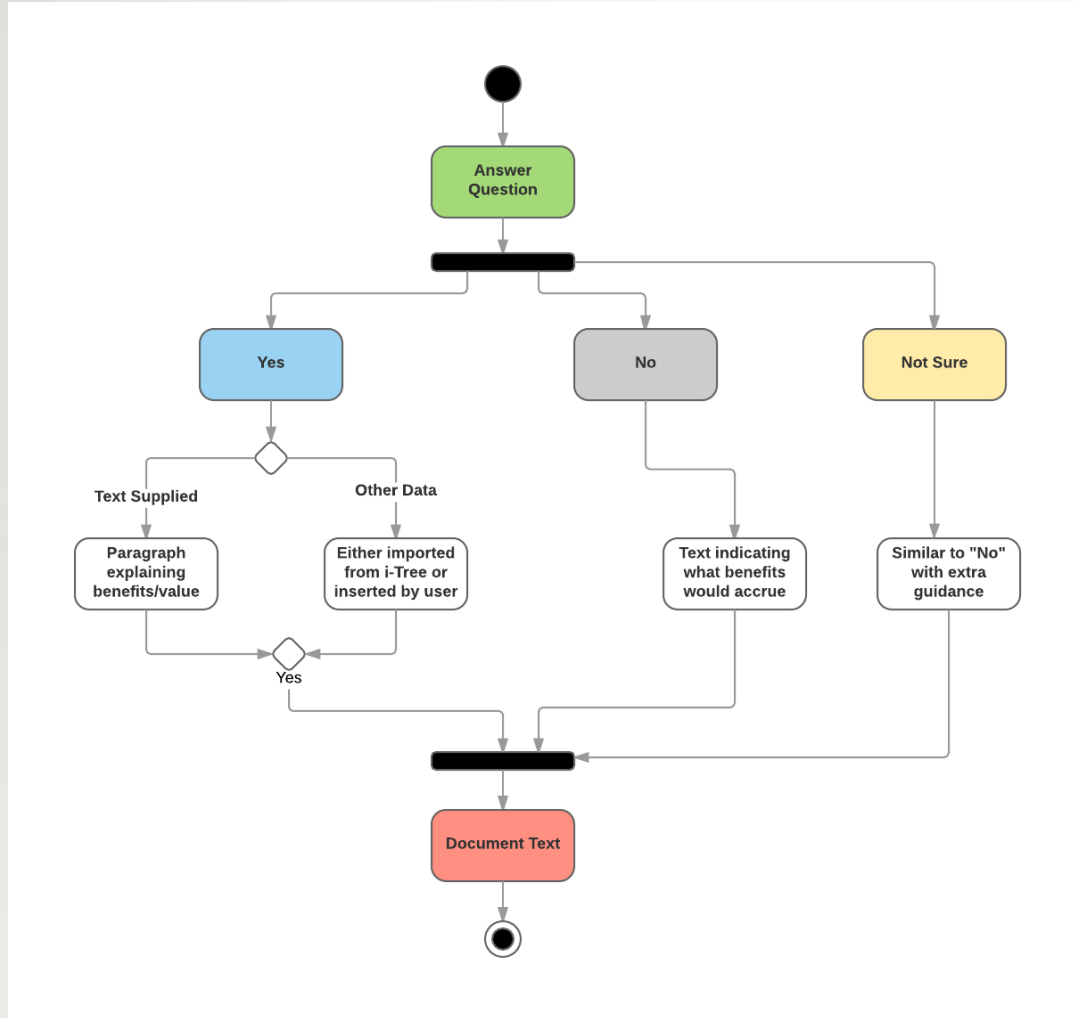 Answer
Question
Yes
No
Not Sure
Text Supplied
Other Data
Paragraph
explaining
benefits/value
Either imported
from i-Tree or
inserted by user
Text indicating
what benefits
would accrue
Similar to "No"
with extra
guidance
Yes
Document Text